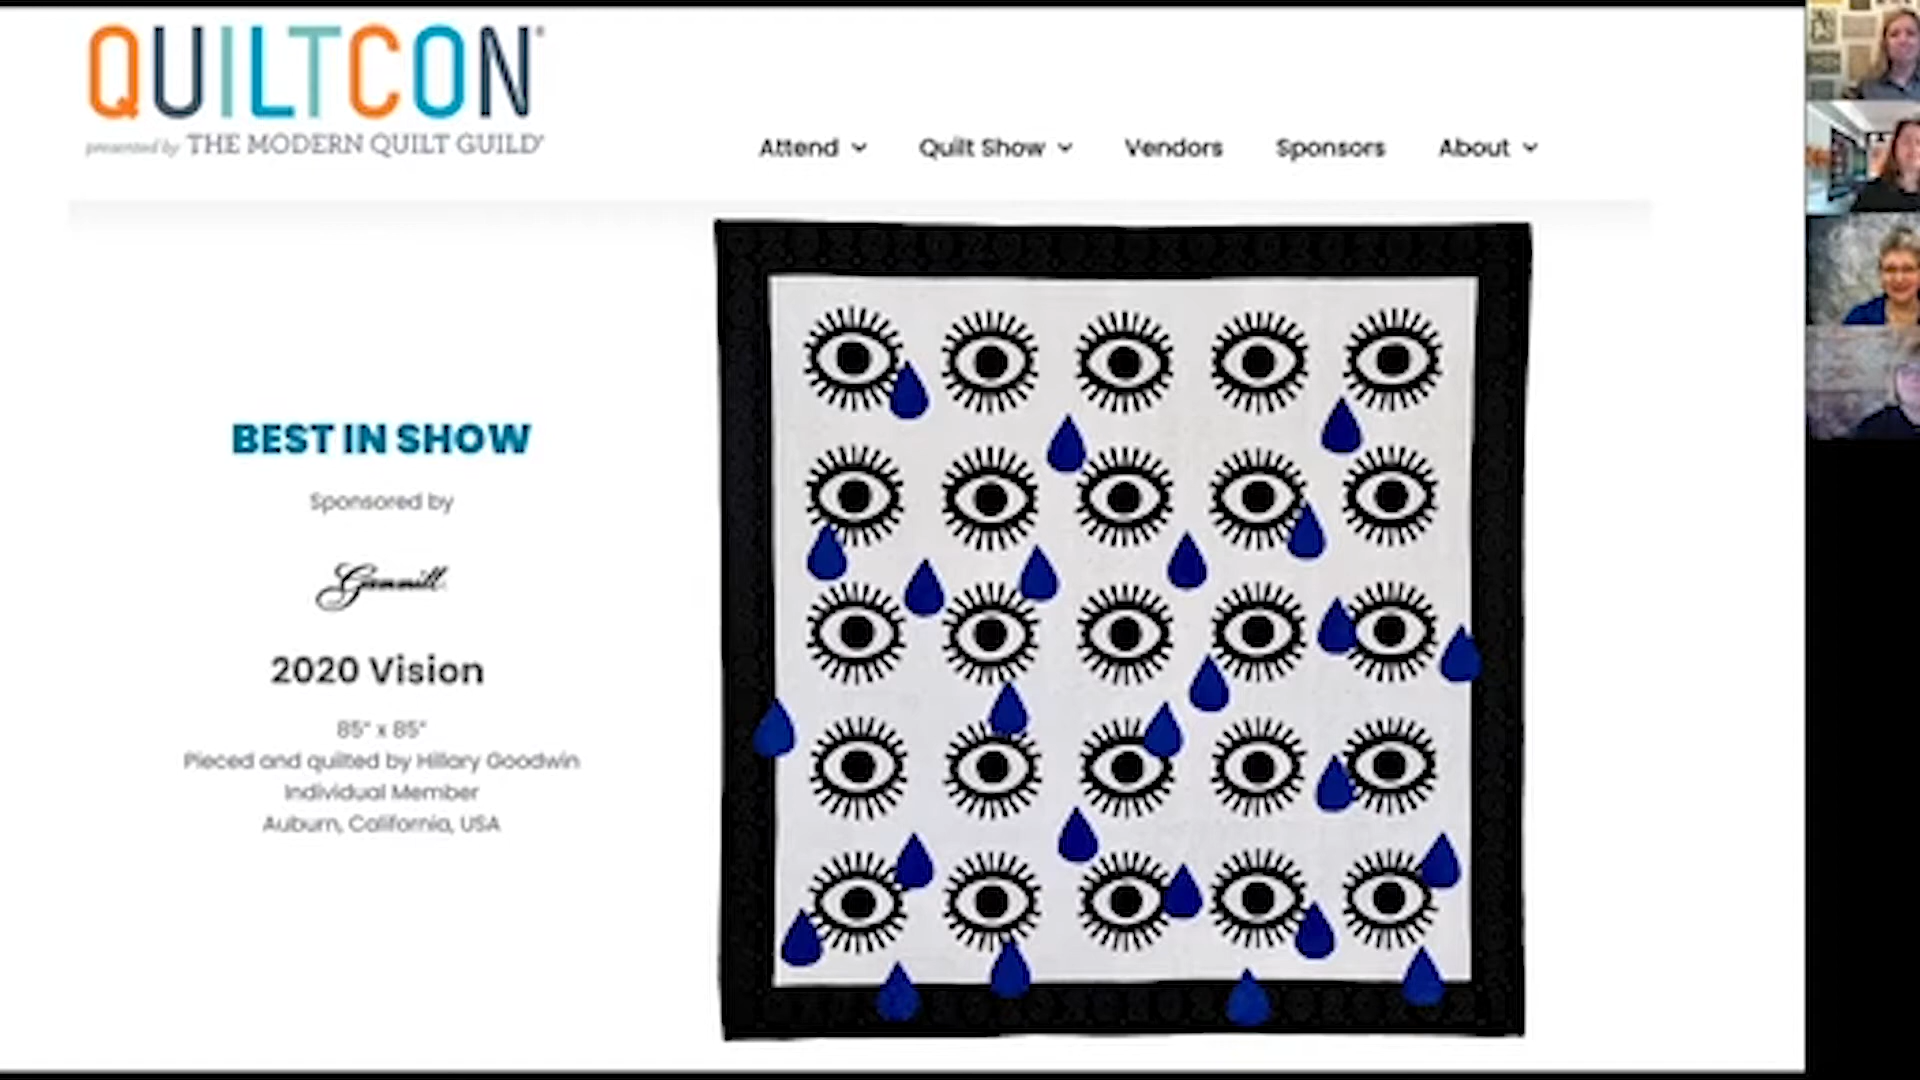 QUILTCON®
presented by THE MODERN QUILT GUILD®
Attend Quilt Show Vendors Sponsors About
BEST IN SHOW
Sponsored by
Gammill
2020 Vision
85" x 85"
Pieced and quilted by Hillary Goodwin
Individual Member
Auburn, California, USA